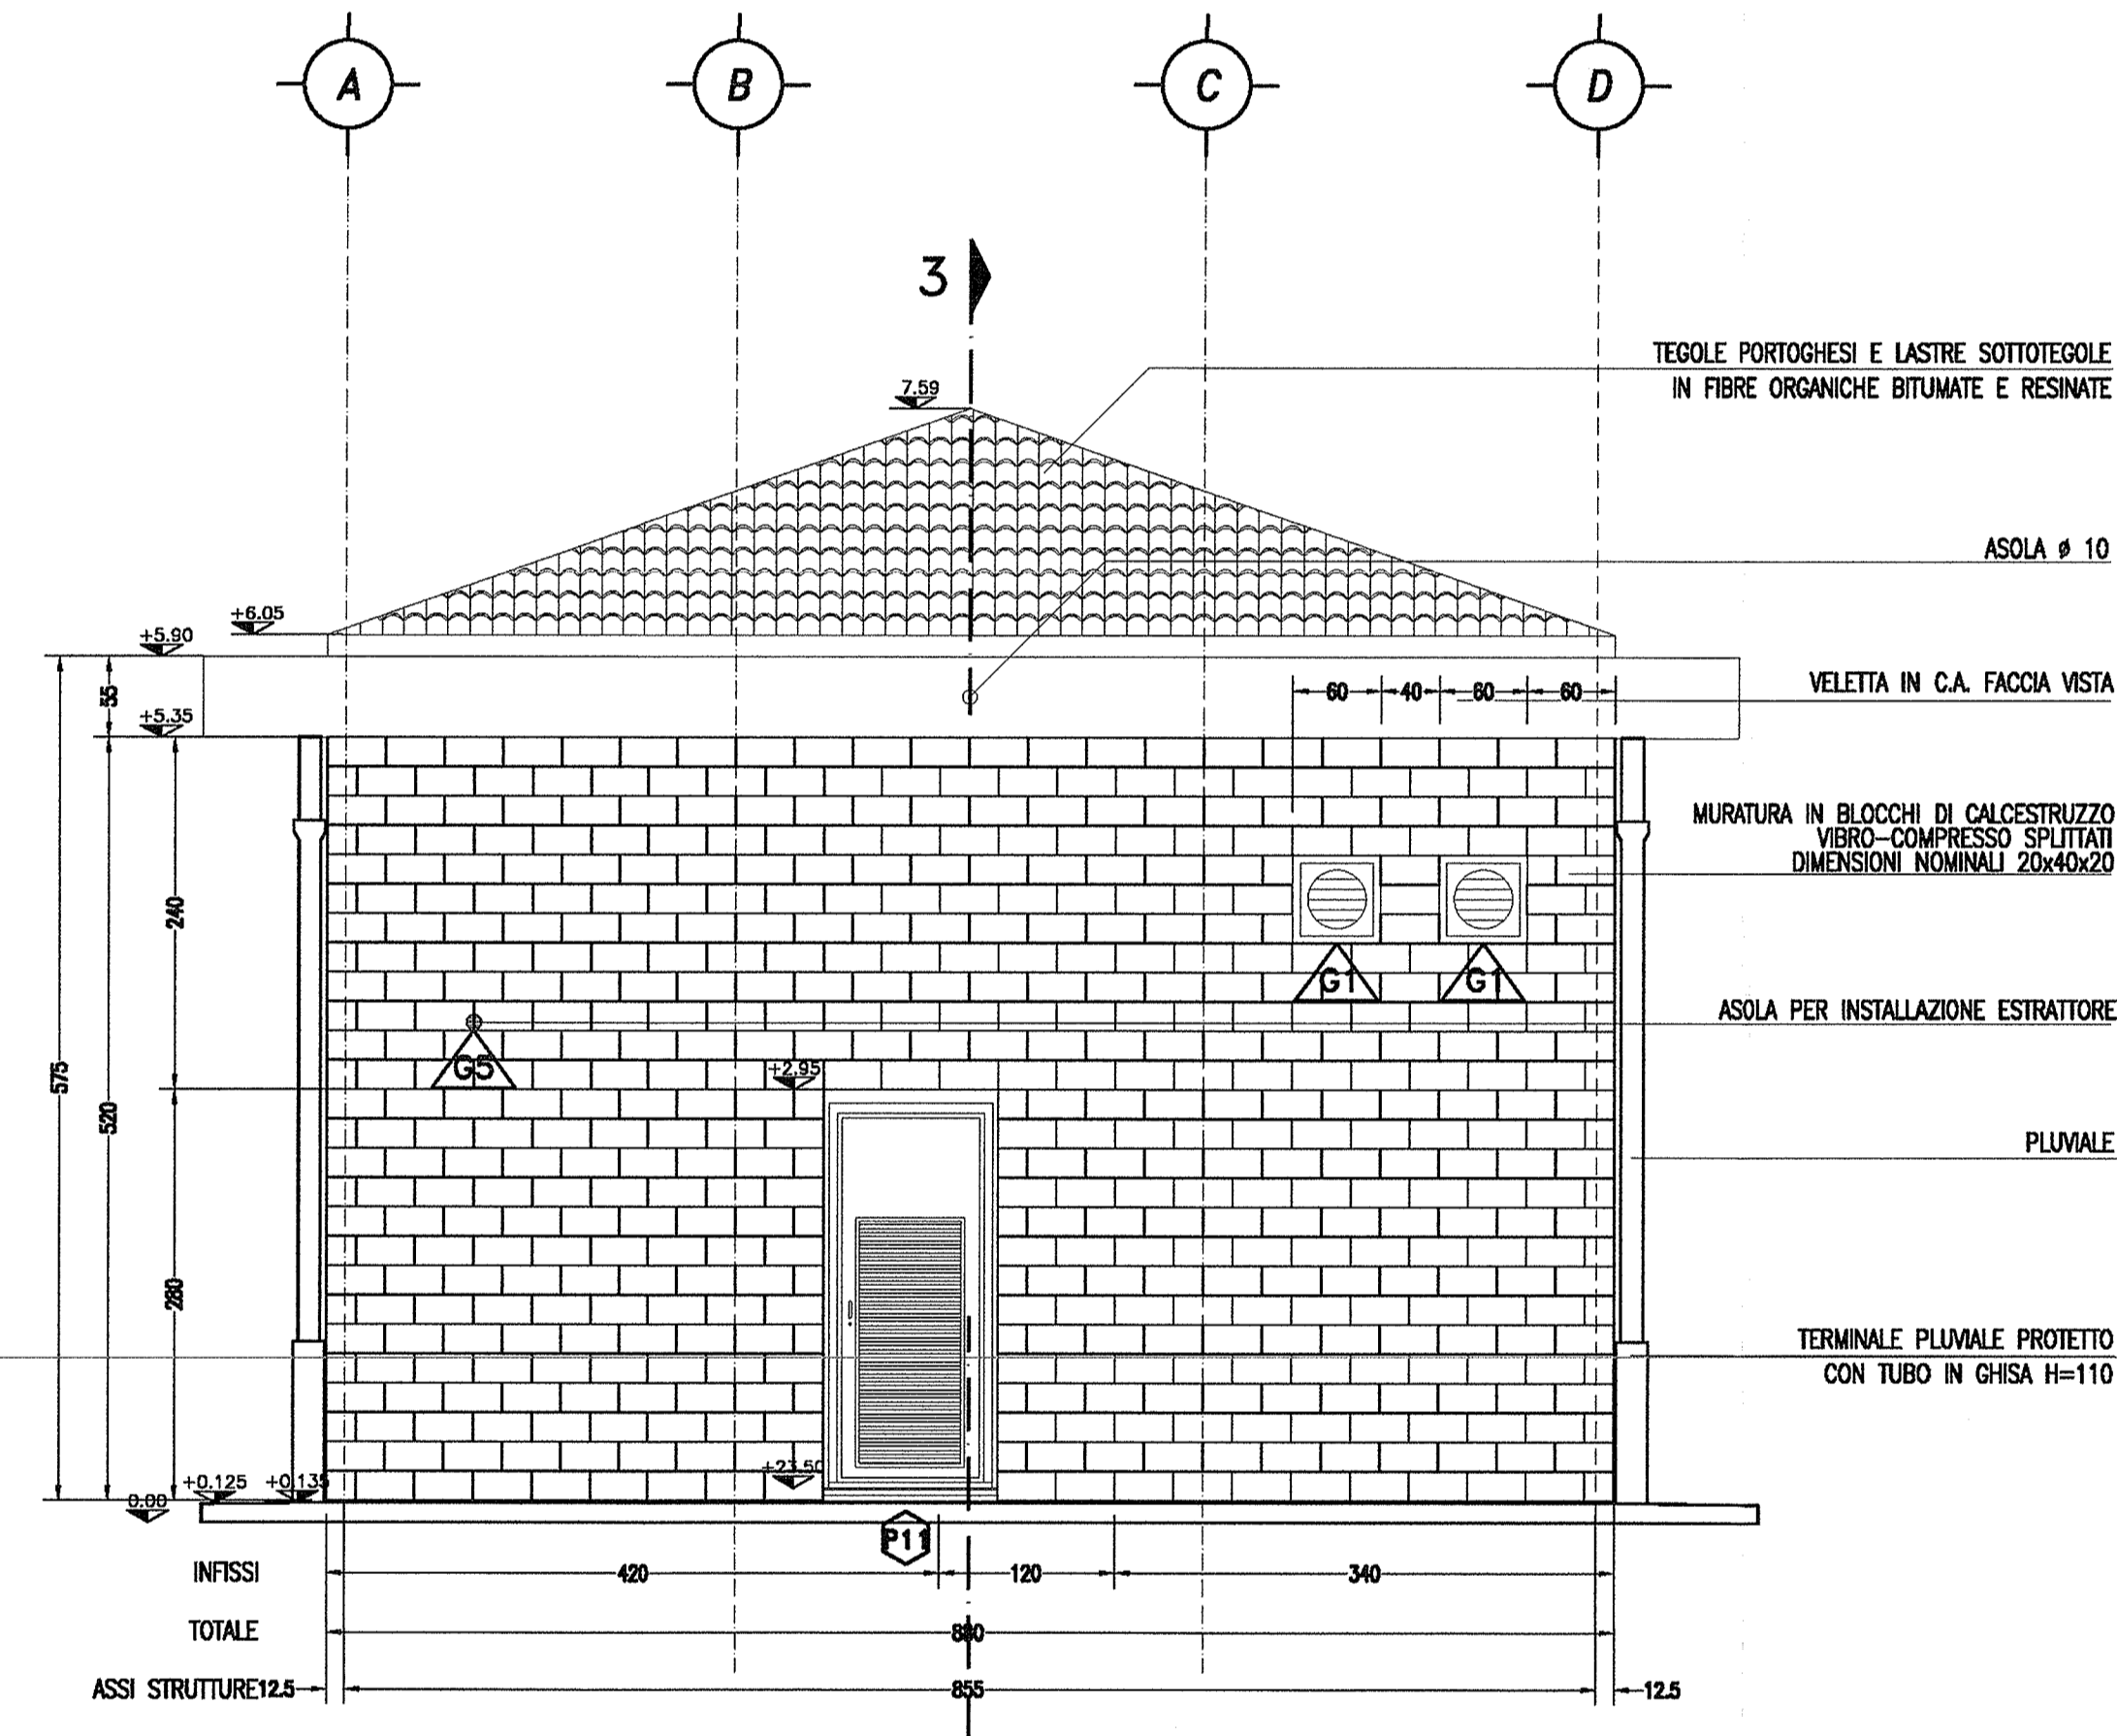 A
B
C
D
3
7.59
TEGOLE PORTOGHESI E LASTRE SOTTOTEGOLE
IN FIBRE ORGANICHE BITUMATE E RESINATE
ASOLA ø 10
+6.05
+5.90
55
+5.35
60
40
60
60
VELETTA IN C.A. FACCIA VISTA
MURATURA IN BLOCCHI DI CALCESTRUZZO
VIBRO-COMPRESSO SPLITTATI
DIMENSIONI NOMINALI 20x40x20
240
G1
G1
ASOLA PER INSTALLAZIONE ESTRATTORE
G5
+2.95
575
520
PLUVIALE
280
TERMINALE PLUVIALE PROTETTO
CON TUBO IN GHISA H=110
+23.50
+0.125
+0.135
0.00
P11
INFISSI
420
120
340
TOTALE
880
ASSI STRUTTURE
12.5
855
12.5